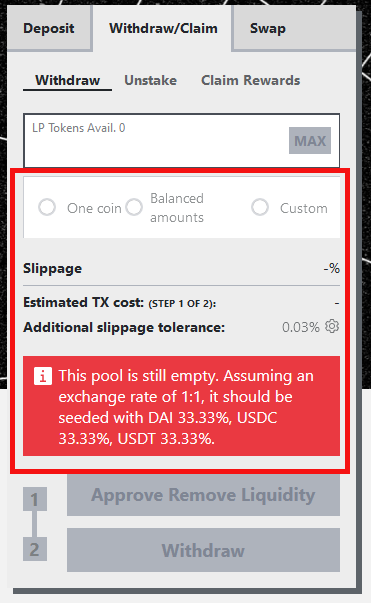 Deposit Withdraw/Claim Swap
Withdraw Unstake Claim Rewards
LP Tokens Avail. 0
MAX
One coin Balanced amounts Custom
Slippage -%
Estimated TX cost: (STEP 1 OF 2): -
Additional slippage tolerance: 0.03%
This pool is still empty. Assuming an
exchange rate of 1:1, it should be
seeded with DAI 33.33%, USDC
33.33%, USDT 33.33%.
1 Approve Remove Liquidity
2 Withdraw